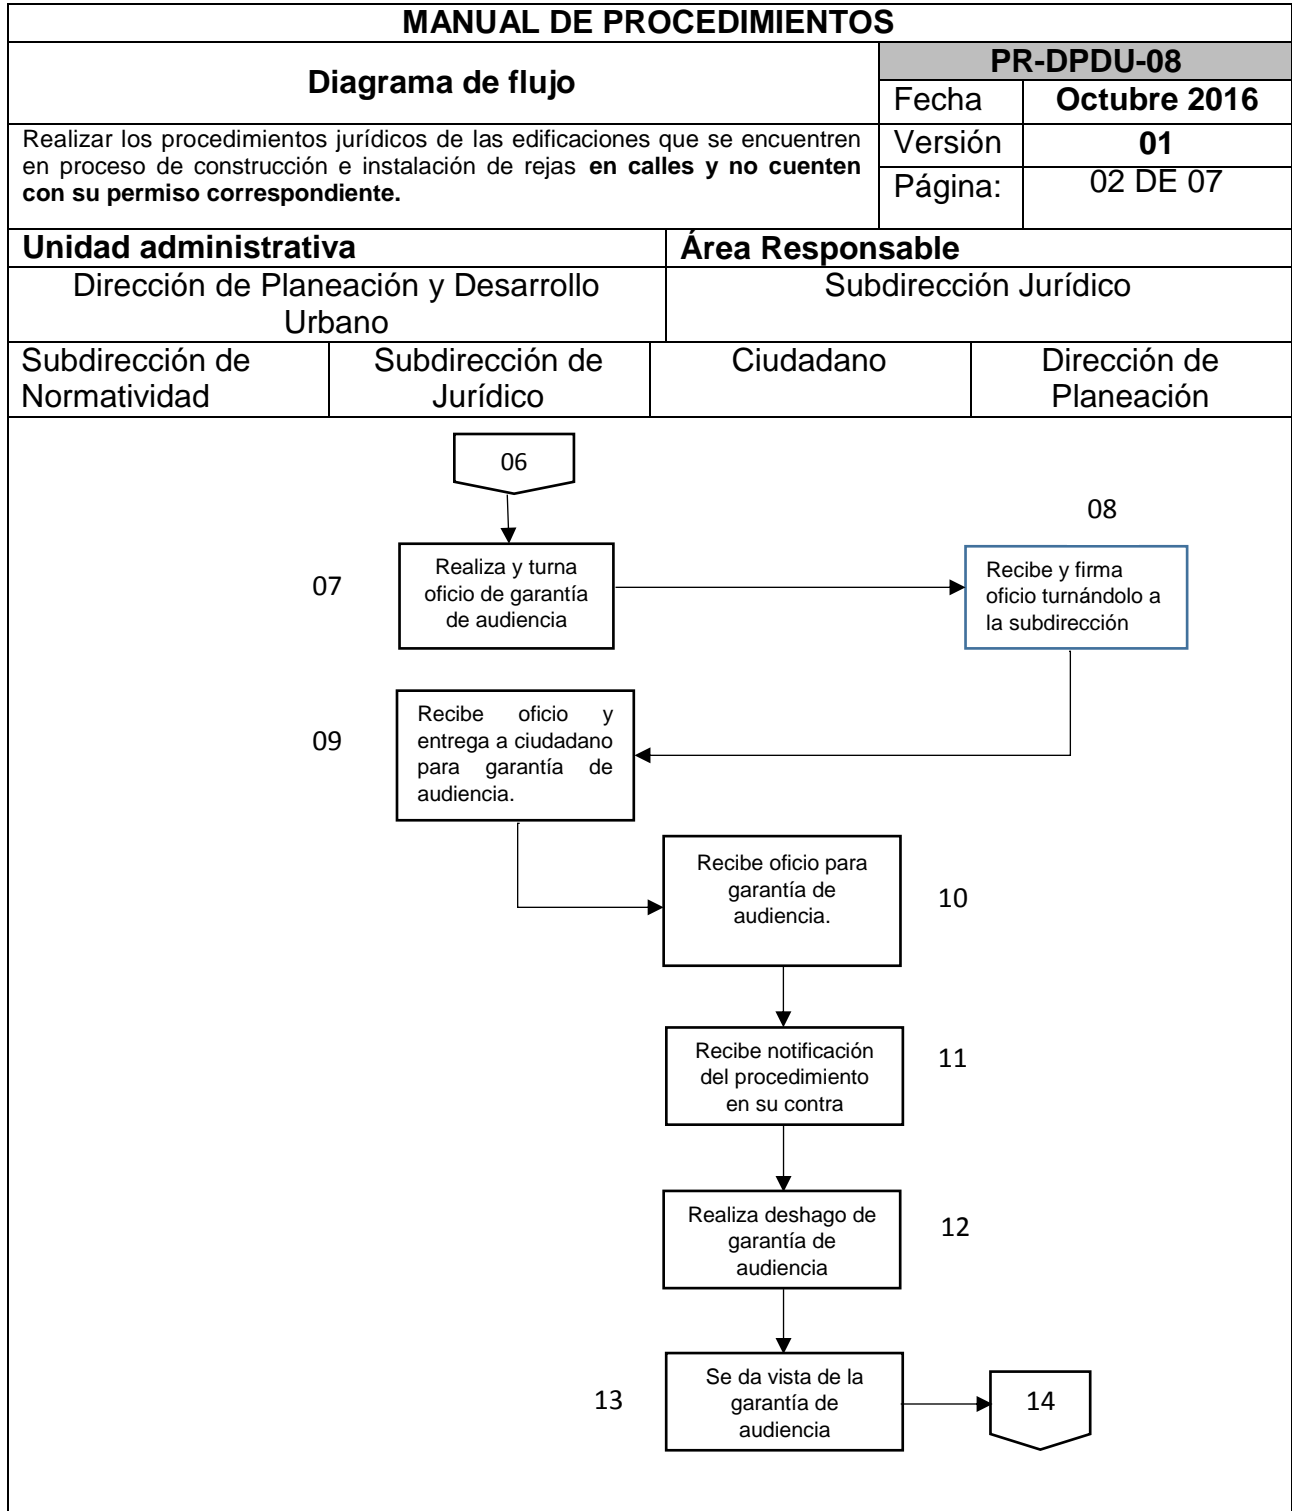 MANUAL DE PROCEDIMIENTOS
Diagrama de flujo
PR-DPDU-08
Fecha
Octubre 2016
Realizar los procedimientos jurídicos de las edificaciones que se encuentren
en proceso de construcción e instalación de rejas en calles y no cuenten
con su permiso correspondiente.
Versión
01
Página:
02 DE 07
Unidad administrativa
Área Responsable
Dirección de Planeación y Desarrollo
Urbano
Subdirección Jurídico
Subdirección de
Normatividad
Subdirección de
Jurídico
Ciudadano
Dirección de
Planeación
06
08
07
Realiza y turna
oficio de garantía
de audiencia
Recibe y firma
oficio turnándolo a
la subdirección
09
Recibe oficio y
entrega a ciudadano
para garantía de
audiencia.
Recibe oficio para
garantía de
audiencia.
10
Recibe notificación
del procedimiento
en su contra
11
Realiza deshago de
garantía de
audiencia
12
13
Se da vista de la
garantía de
audiencia
14